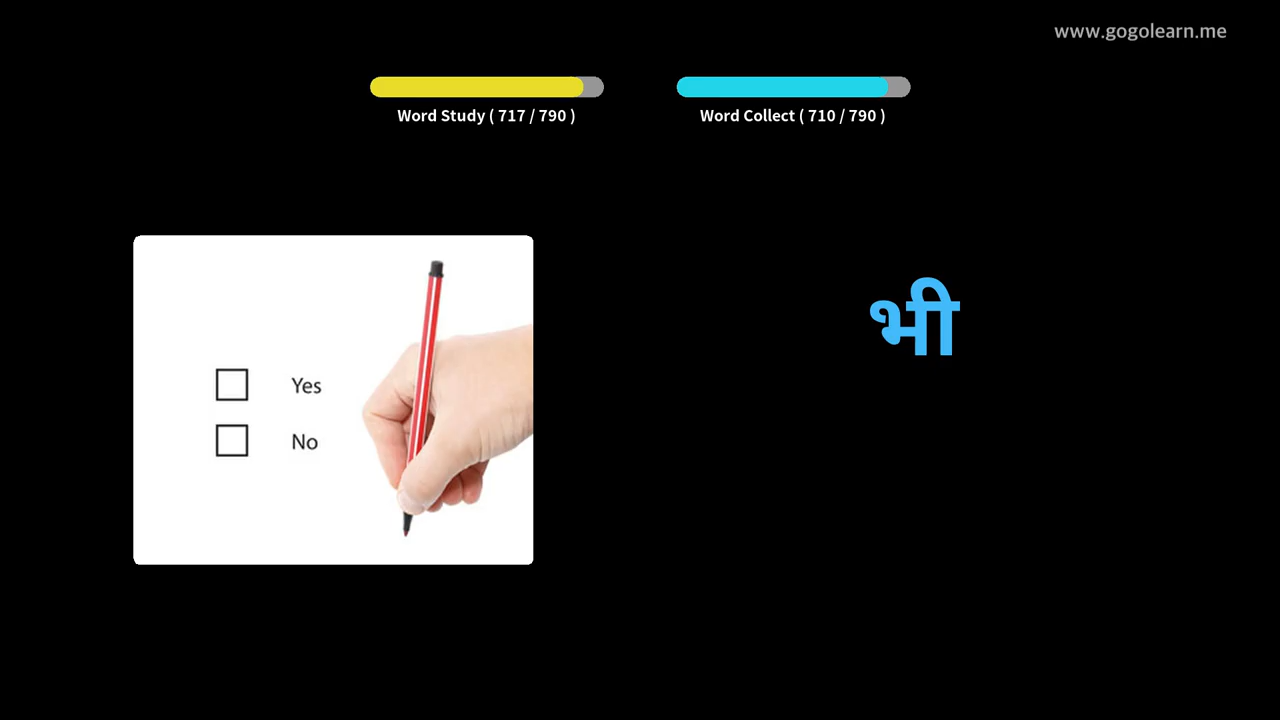 www.gogolearn.me
Word Study ( 717 / 790 )
Word Collect ( 710 / 790 )
भी
Yes
No